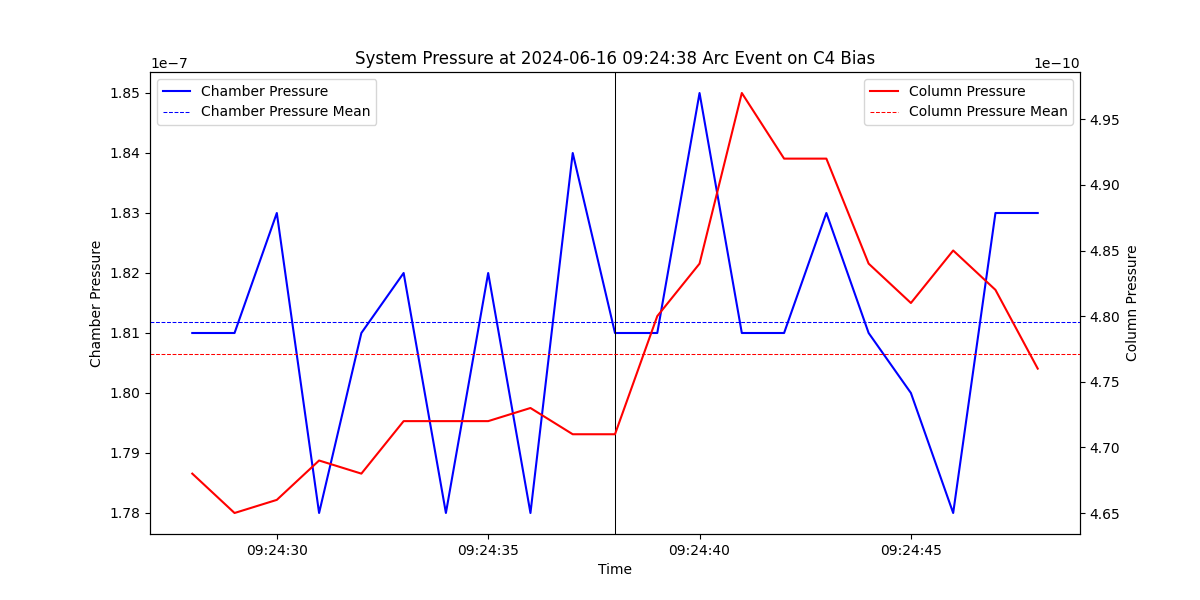 System Pressure at 2024-06-16 09:24:38 Arc Event on C4 Bias
1e−7
1e−10
Chamber Pressure
Chamber Pressure Mean
Column Pressure
Column Pressure Mean
1.85
1.84
1.83
1.82
1.81
1.80
1.79
1.78
Chamber Pressure
4.95
4.90
4.85
4.80
4.75
4.70
4.65
Column Pressure
09:24:30
09:24:35
09:24:40
09:24:45
Time